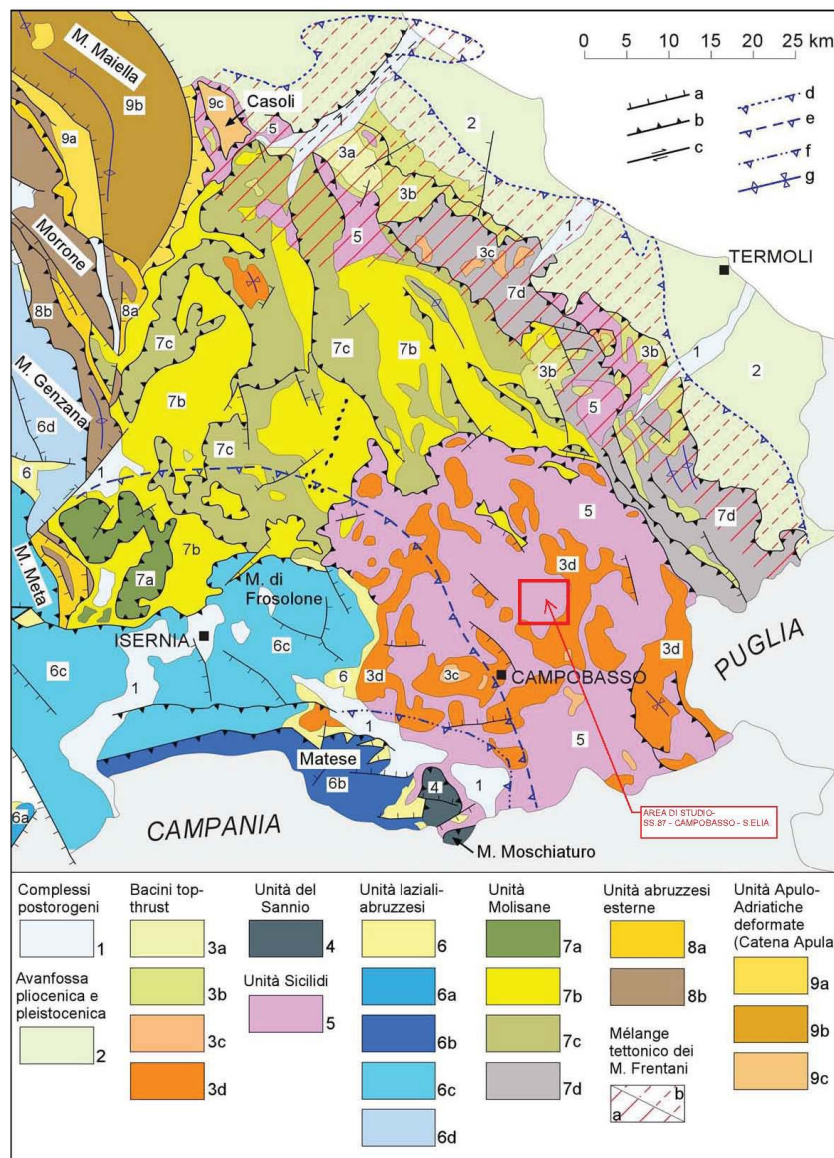 M. Maiella
9b
9c
Casoli
0 5 10 15 20 25 km
a
b
c
d
e
f
g
9a
5
1
2
3a
3b
Morrone
5
3c
1
TERMOLI
8b
8a
7d
7c
7c
7b
3b
3b
1
2
M. Genzana
7b
5
6d
7c
6
1
5
7d
M. Meta
7b
7a
M. di
Frosolone
3d
ISERNIA
6c
6c
3d
PUGLIA
1
6
3d
3c
CAMPOBASSO
1
5
Matese
6b
4
1
AREA DI STUDIO-
SS.87 - CAMPOBASSO - S.ELIA
6a
CAMPANIA
M. Moschiaturo
Complessi
postorogeni
1
Avanfossa
pliocenica e
pleistocenica
2
Bacini top-
thrust
3a
3b
3c
3d
Unità del
Sannio
4
Unità Sicilidi
5
Unità laziali-
abruzzesi
6
6a
6b
6c
6d
Unità
Molisane
7a
7b
7c
7d
Unità abruzzesi
esterne
8a
8b
Mélange
tettonico dei
M. Frentani
a
b
Unità Apulo-
Adriatiche
deformate
(Catena Apula)
9a
9b
9c